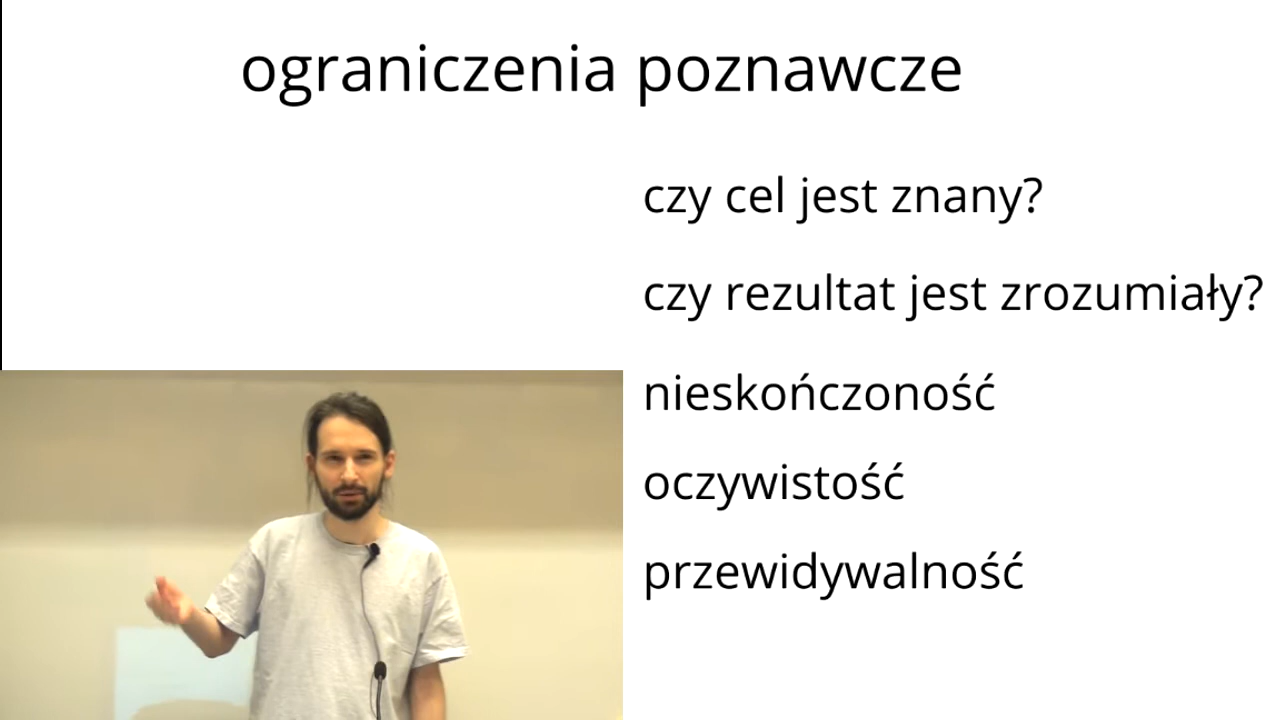 ograniczenia poznawcze
czy cel jest znany?
czy rezultat jest zrozumiały?
nieskończoność
oczywistość
przewidywalność